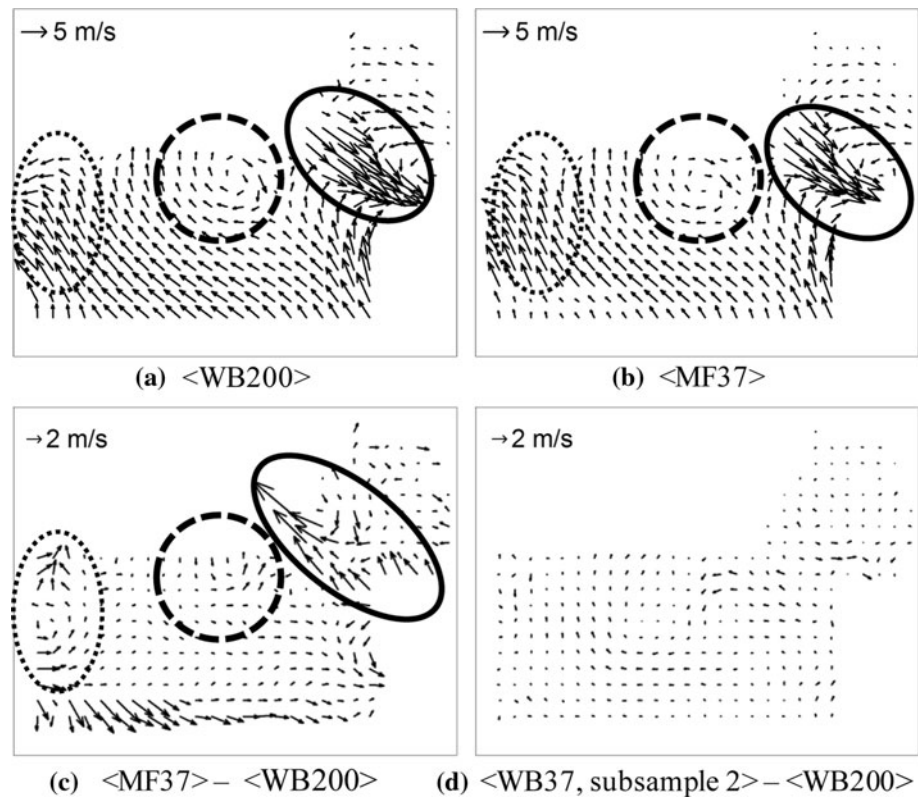 → 5 m/s
→ 5 m/s
(a) <WB200>
(b) <MF37>
→ 2 m/s
→ 2 m/s
(c) <MF37> – <WB200>
(d) <WB37, subsample 2> – <WB200>